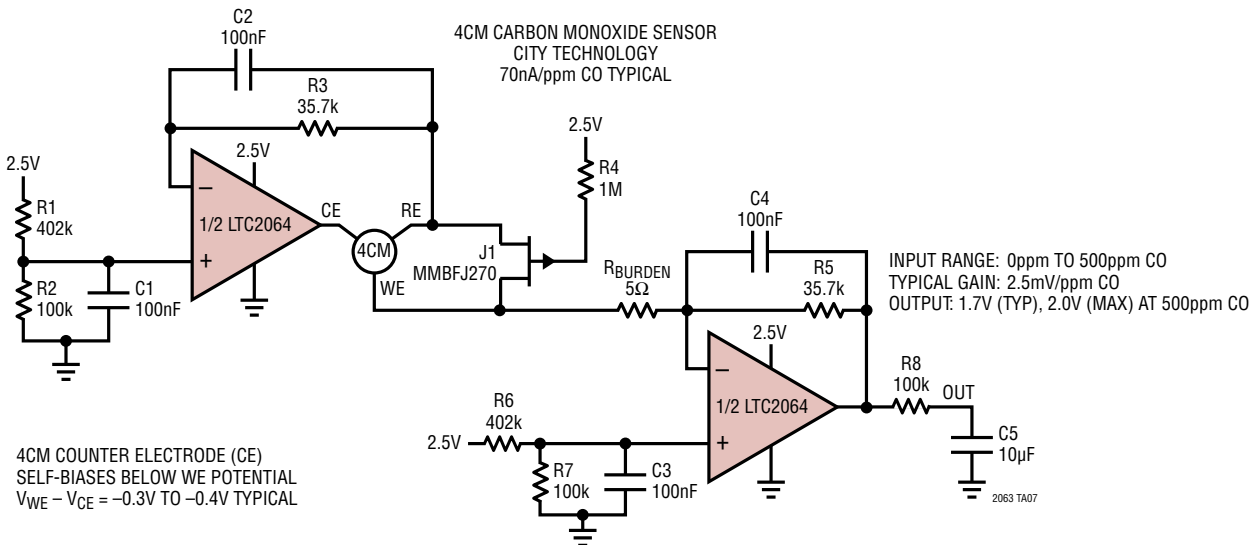 C2
100nF
4CM CARBON MONOXIDE SENSOR
CITY TECHNOLOGY
70nA/ppm CO TYPICAL
R3
35.7k
2.5V
R4
1M
2.5V
2.5V
R1
402k
−
1/2 LTC2064
+
CE
RE
4CM
WE
J1
MMBFJ270
R2
100k
C1
100nF
C4
100nF
RBURDEN
5Ω
R5
35.7k
INPUT RANGE: 0ppm TO 500ppm CO
TYPICAL GAIN: 2.5mV/ppm CO
OUTPUT: 1.7V (TYP), 2.0V (MAX) AT 500ppm CO
2.5V
−
1/2 LTC2064
+
R8
100k
OUT
R6
402k
2.5V
R7
100k
C3
100nF
C5
10µF
4CM COUNTER ELECTRODE (CE)
SELF-BIASES BELOW WE POTENTIAL
VWE – VCE = –0.3V TO –0.4V TYPICAL
2063 TA07